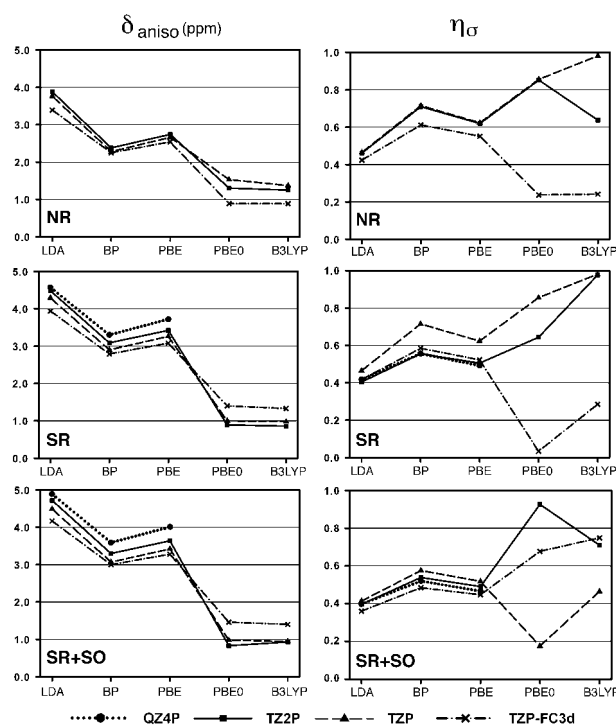 δ aniso (ppm)
ησ
5.0
4.0
3.0
2.0
1.0
0.0
NR
LDA BP PBE PBE0 B3LYP
1.0
0.8
0.6
0.4
0.2
0.0
NR
LDA BP PBE PBE0 B3LYP
5.0
4.0
3.0
2.0
1.0
0.0
SR
LDA BP PBE PBE0 B3LYP
1.0
0.8
0.6
0.4
0.2
0.0
SR
LDA BP PBE PBE0 B3LYP
5.0
4.0
3.0
2.0
1.0
0.0
SR+SO
LDA BP PBE PBE0 B3LYP
1.0
0.8
0.6
0.4
0.2
0.0
SR+SO
LDA BP PBE PBE0 B3LYP
QZ4P TZ2P TZP TZP-FC3d